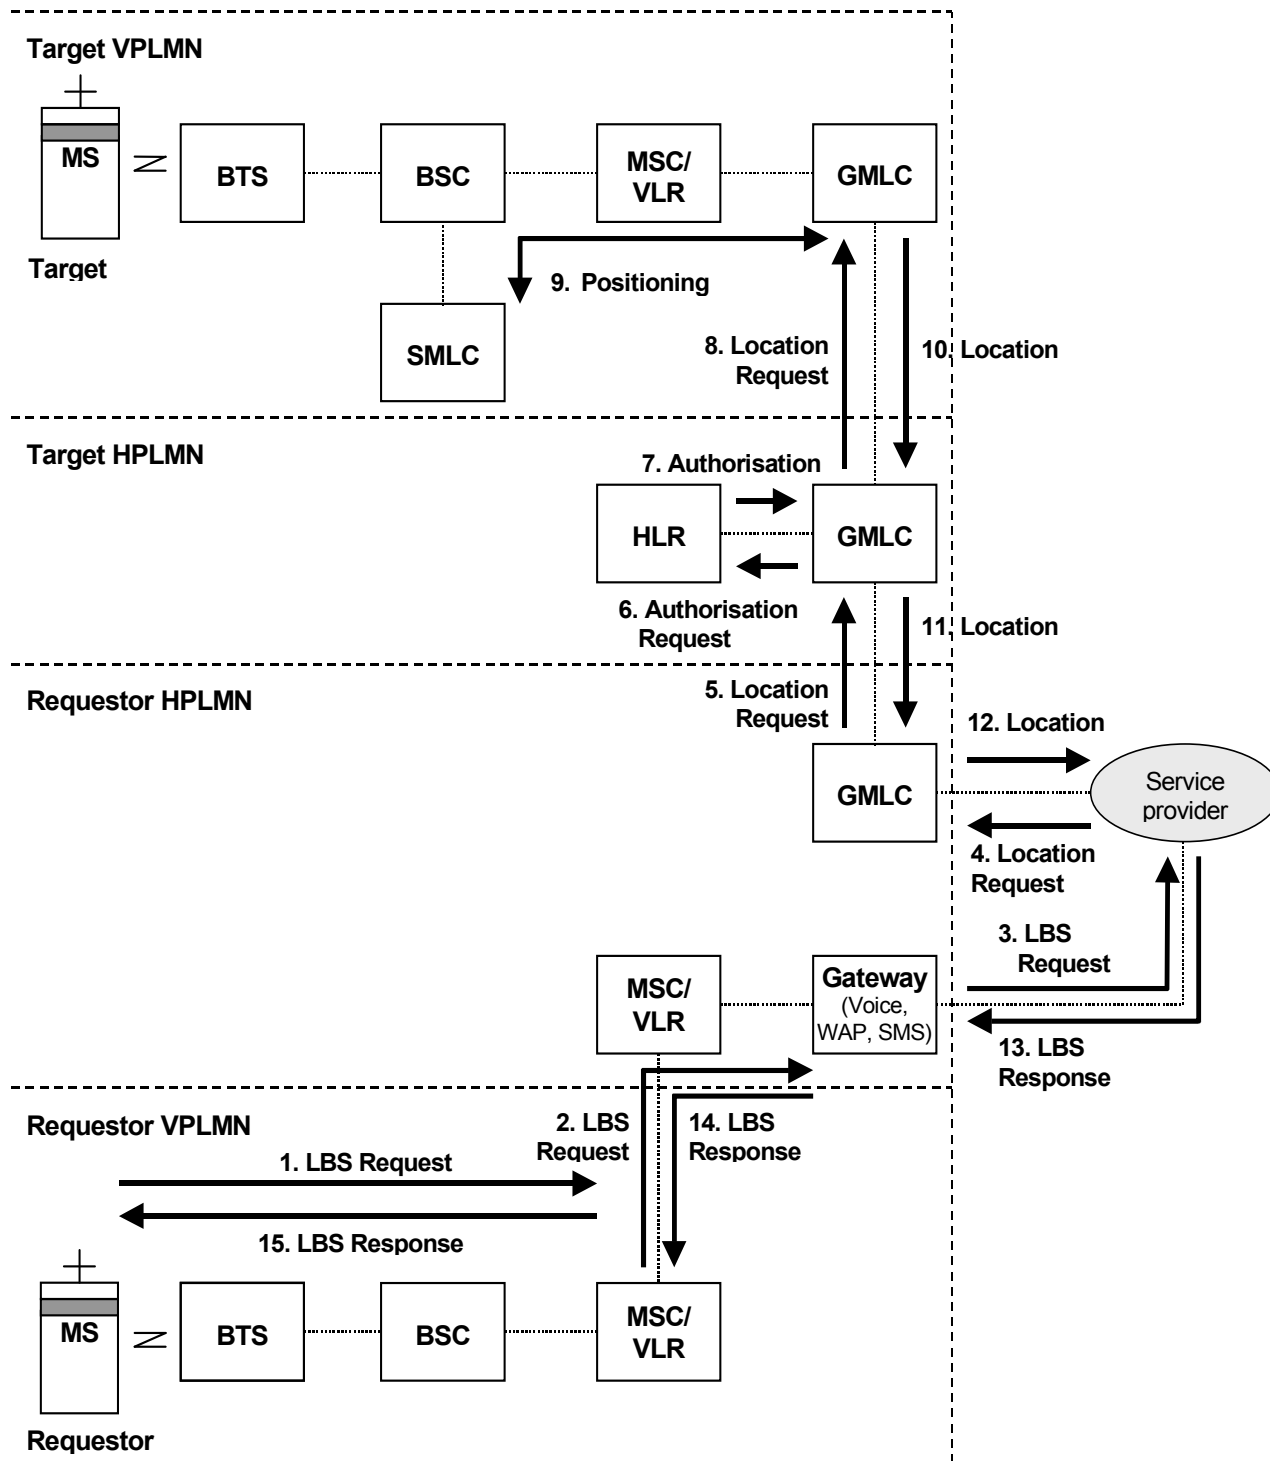 Target VPLMN
MS
BTS
BSC
MSC/
VLR
GMLC
Target
9. Positioning
SMLC
8. Location
Request
10. Location
Target HPLMN
7. Authorisation
HLR
GMLC
6. Authorisation
Request
11. Location
Requestor HPLMN
5. Location
Request
12. Location
GMLC
Service
provider
4. Location
Request
3. LBS
Request
MSC/
VLR
Gateway
(Voice,
WAP, SMS)
13. LBS
Response
Requestor VPLMN
2. LBS
Request
14. LBS
Response
1. LBS Request
15. LBS Response
MS
BTS
BSC
MSC/
VLR
Requestor